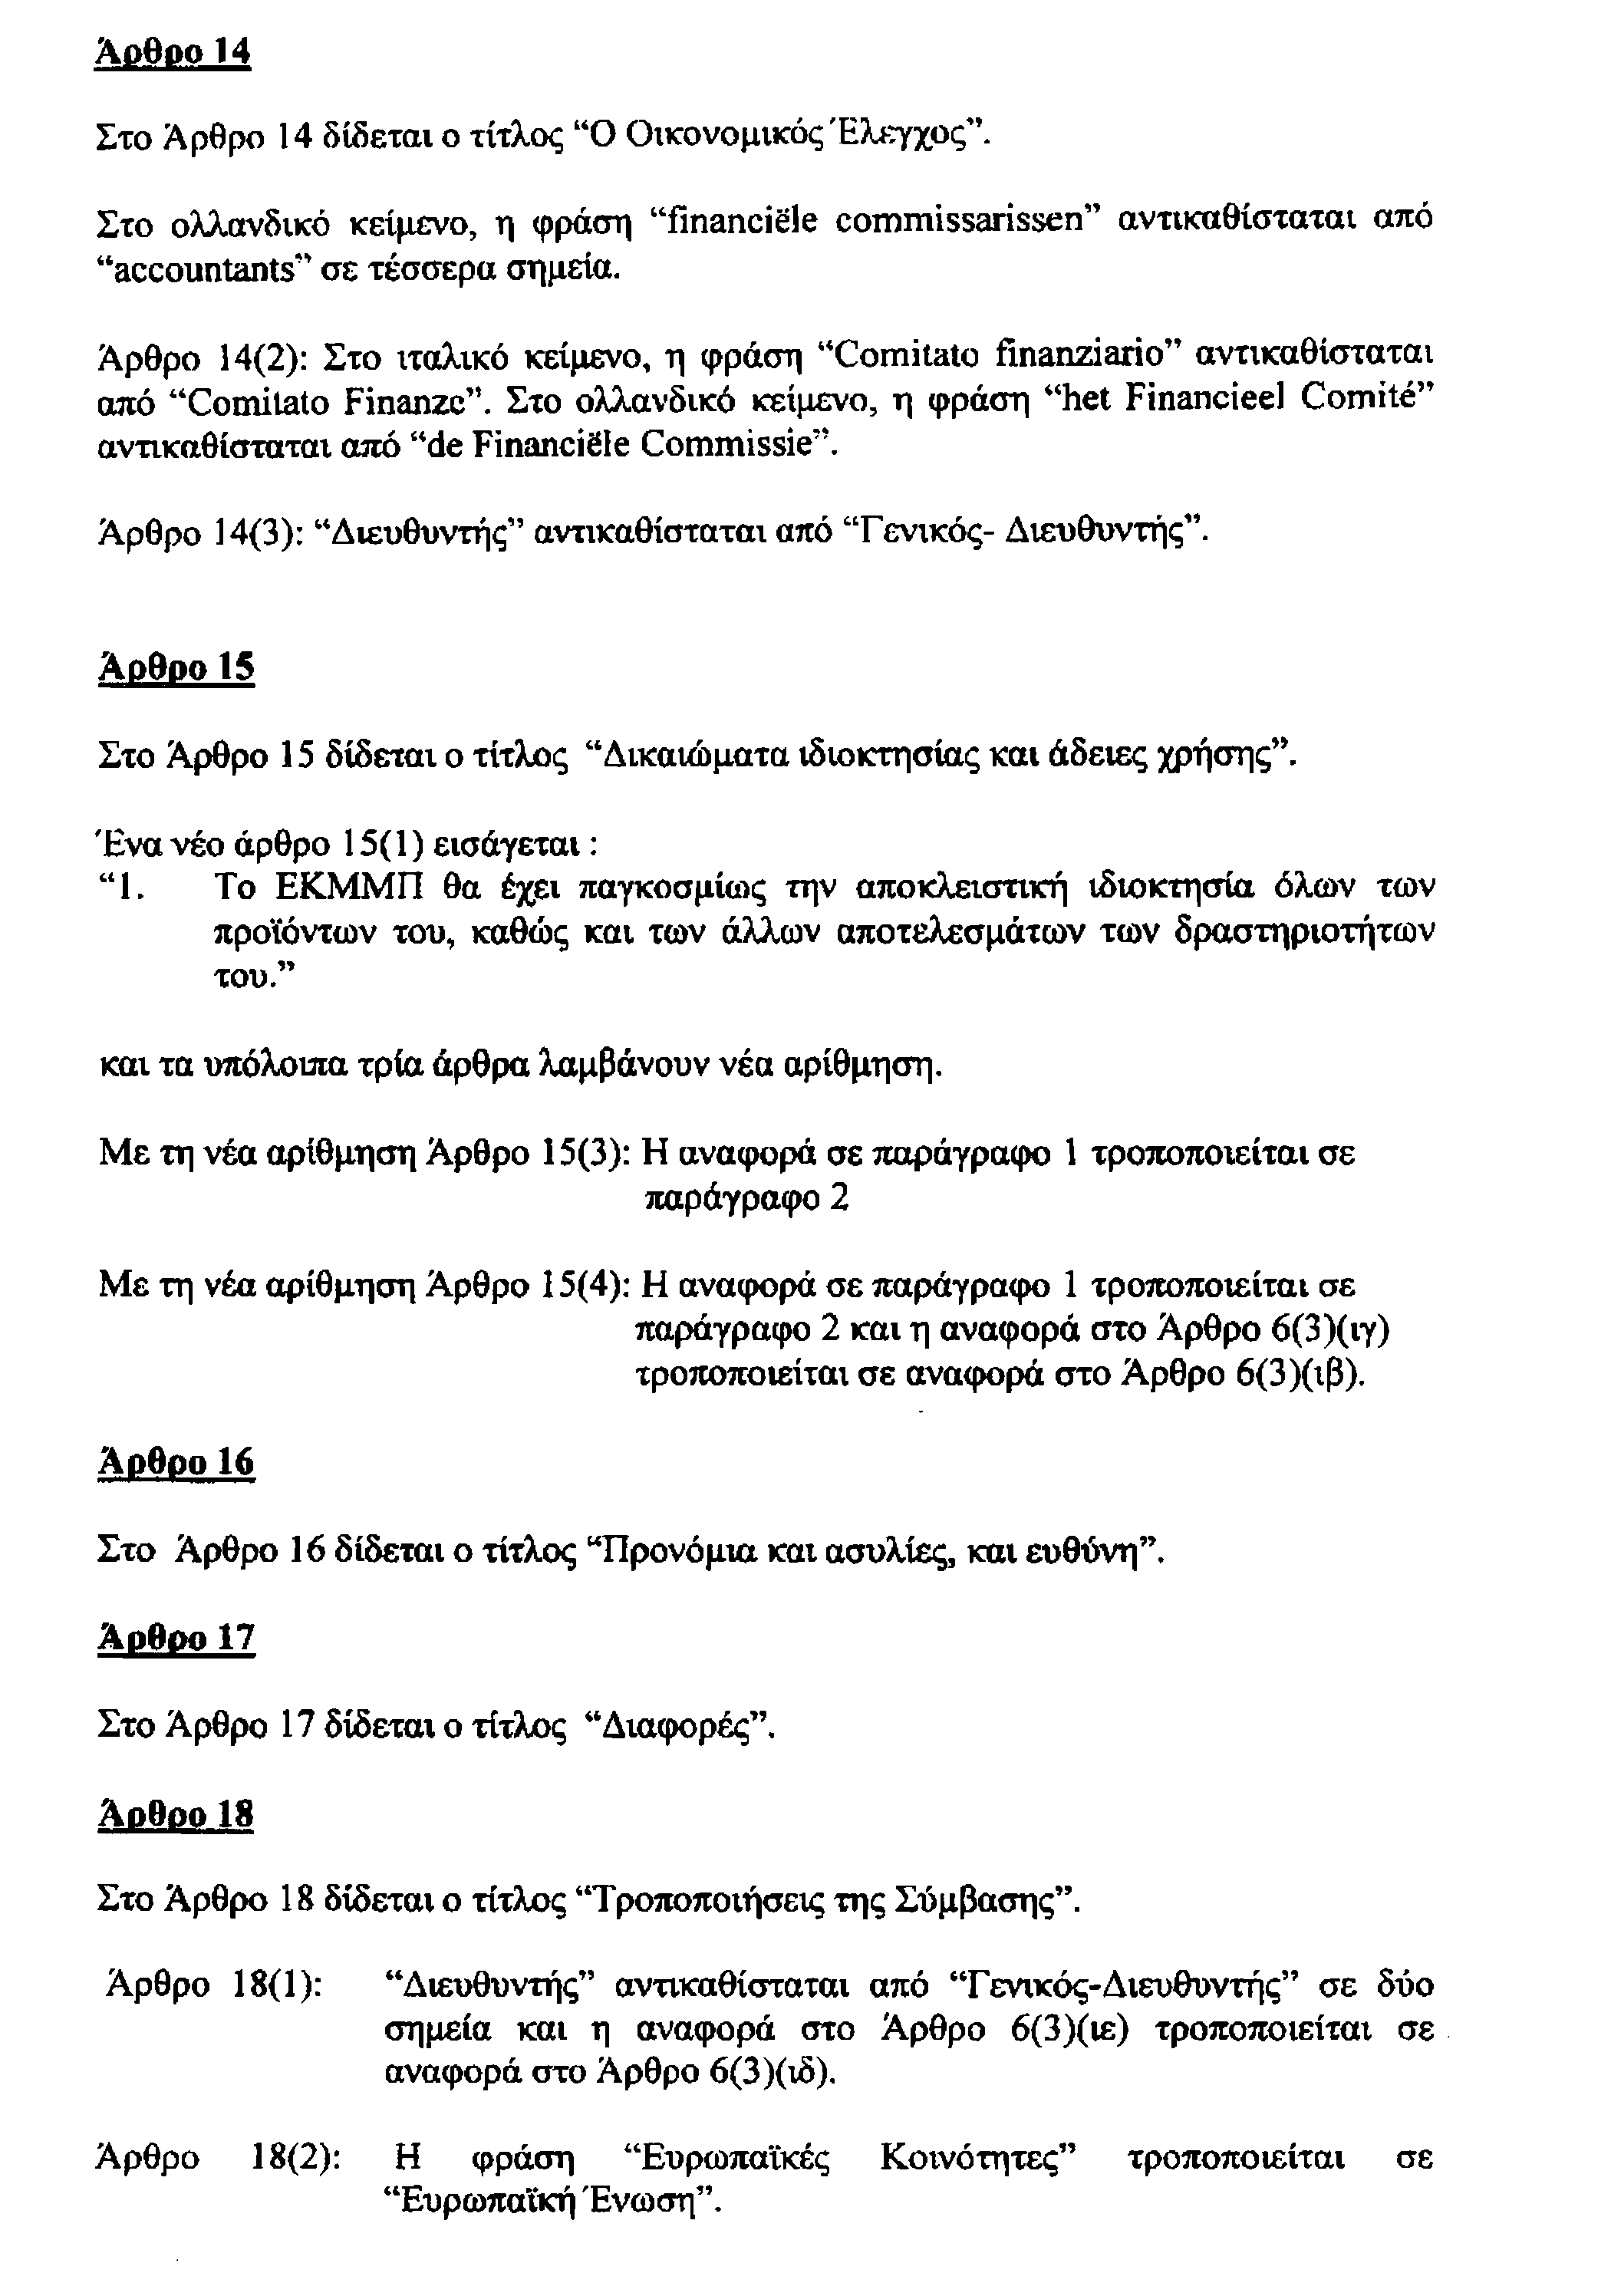 Άρθρο 14
Στο Άρθρο 14 δίδεται ο τίτλος “Ο Οικονομικός Έλεγχος”.
Στο ολλανδικό κείμενο, η φράση “financiële commissarissen” αντικαθίσταται από
“accountants” σε τέσσερα σημεία.
Άρθρο 14(2): Στο ιταλικό κείμενο, η φράση “Comitato finanziario” αντικαθίσταται
από “Comitato Finanze”. Στο ολλανδικό κείμενο, η φράση “het Financieel Comité”
αντικαθίσταται από “de Financiële Commissie”.
Άρθρο 14(3): “Διευθυντής” αντικαθίσταται από “Γενικός- Διευθυντής”.
Άρθρο 15
Στο Άρθρο 15 δίδεται ο τίτλος “Δικαιώματα ιδιοκτησίας και άδειες χρήσης”.
Ένα νέο άρθρο 15(1) εισάγεται :
“1. Το ΕΚΜΜΠ θα έχει παγκοσμίως την αποκλειστική ιδιοκτησία όλων των
προϊόντων του, καθώς και των άλλων αποτελεσμάτων των δραστηριοτήτων
του.”
και τα υπόλοιπα τρία άρθρα λαμβάνουν νέα αρίθμηση.
Με τη νέα αρίθμηση Άρθρο 15(3): Η αναφορά σε παράγραφο 1 τροποποιείται σε
παράγραφο 2
Με τη νέα αρίθμηση Άρθρο 15(4): Η αναφορά σε παράγραφο 1 τροποποιείται σε
παράγραφο 2 και η αναφορά στο Άρθρο 6(3)(ιγ)
τροποποιείται σε αναφορά στο Άρθρο 6(3)(ιβ).
Άρθρο 16
Στο Άρθρο 16 δίδεται ο τίτλος “Προνόμια και ασυλίες, και ευθύνη”.
Άρθρο 17
Στο Άρθρο 17 δίδεται ο τίτλος “Διαφορές”.
Άρθρο 18
Στο Άρθρο 18 δίδεται ο τίτλος “Τροποποιήσεις της Σύμβασης”.
Άρθρο 18(1): “Διευθυντής” αντικαθίσταται από “Γενικός-Διευθυντής” σε δύο
σημεία και η αναφορά στο Άρθρο 6(3)(ιε) τροποποιείται σε
αναφορά στο Άρθρο 6(3)(ιδ).
Άρθρο 18(2): Η φράση “Ευρωπαϊκές Κοινότητες” τροποποιείται σε
“Ευρωπαϊκή Ένωση”.